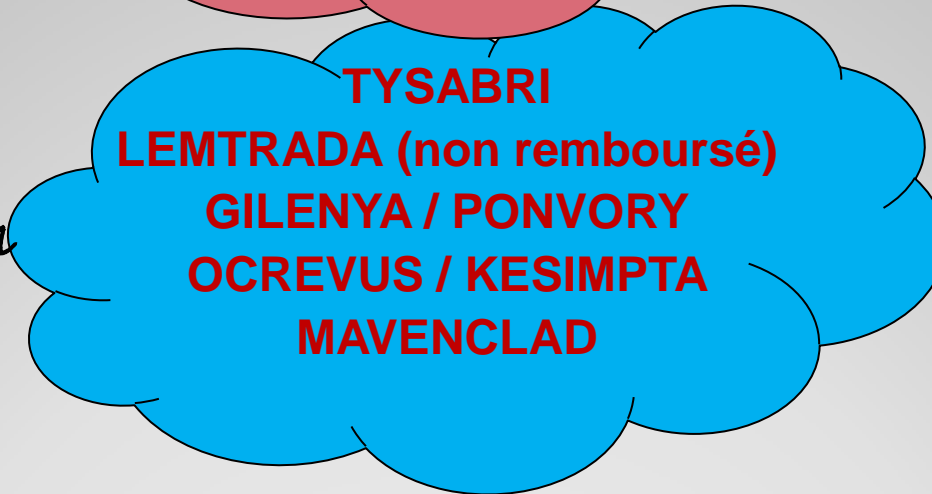 TYSABRI
LEMTRADA (non remboursé)
GILENYA / PONVORY
OCREVUS / KESIMPTA
MAVENCLAD